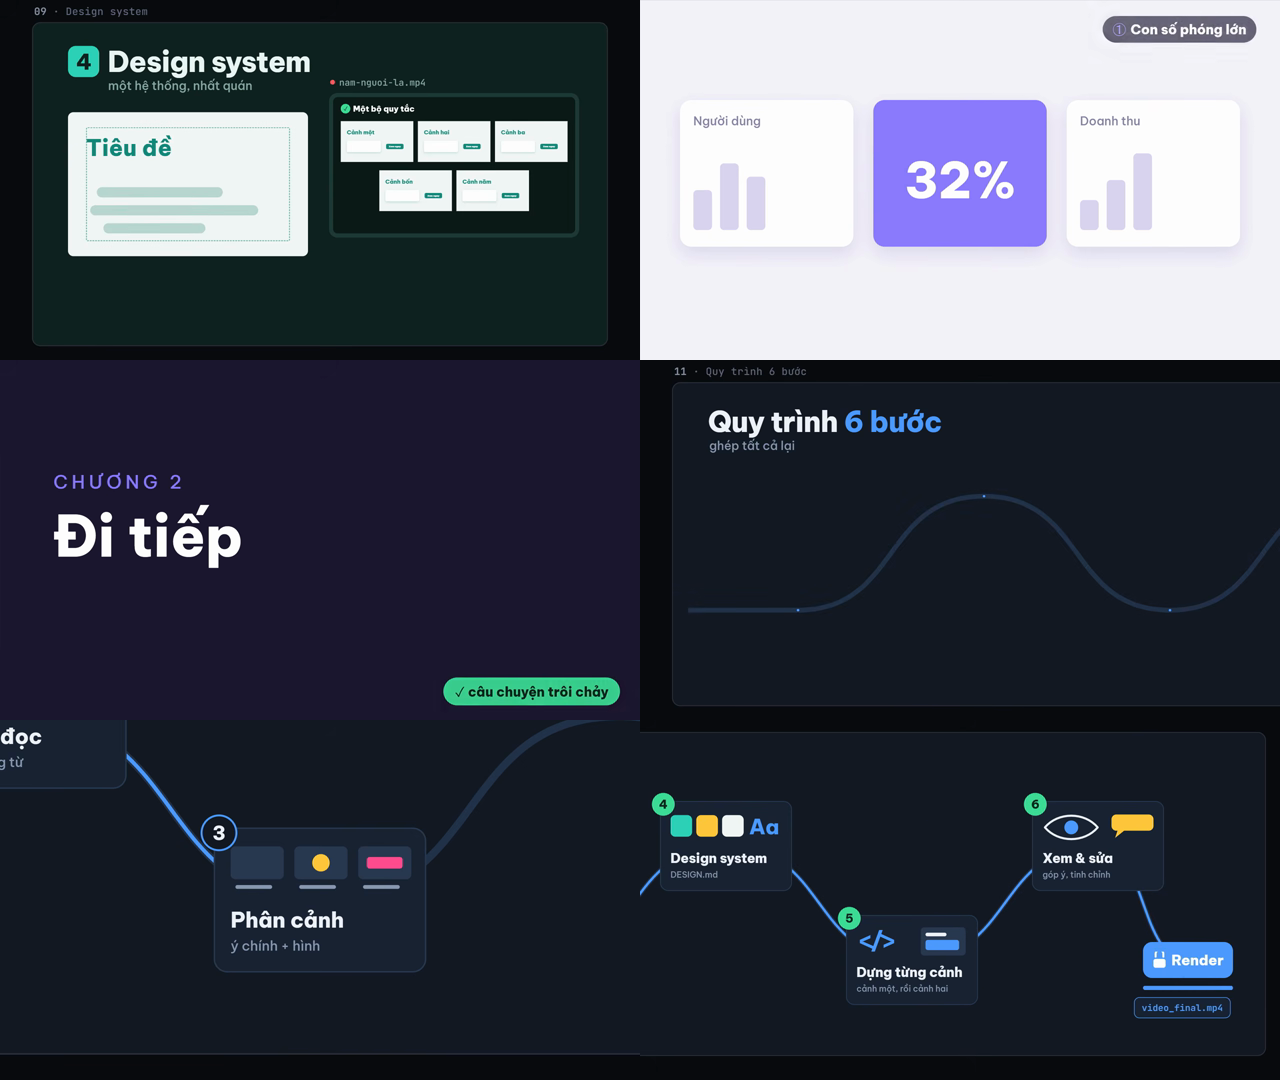 09 · Design system
4 Design system
một hệ thống, nhất quán
nam-nguoi-la.mp4
Tiêu đề
Một bộ quy tắc
Cảnh một
Cảnh hai
Cảnh ba
Cảnh bốn
Cảnh năm
① Con số phóng lớn
Người dùng
32%
Doanh thu
CHƯƠNG 2
Đi tiếp
✓ câu chuyện trôi chảy
11 · Quy trình 6 bước
Quy trình 6 bước
ghép tất cả lại
đọc
g từ
3
Phân cảnh
ý chính + hình
4
Aa
Design system
DESIGN.md
5
</>
Dựng từng cảnh
cảnh một, rồi cảnh hai
6
Xem & sửa
góp ý, tinh chỉnh
Render
video_final.mp4